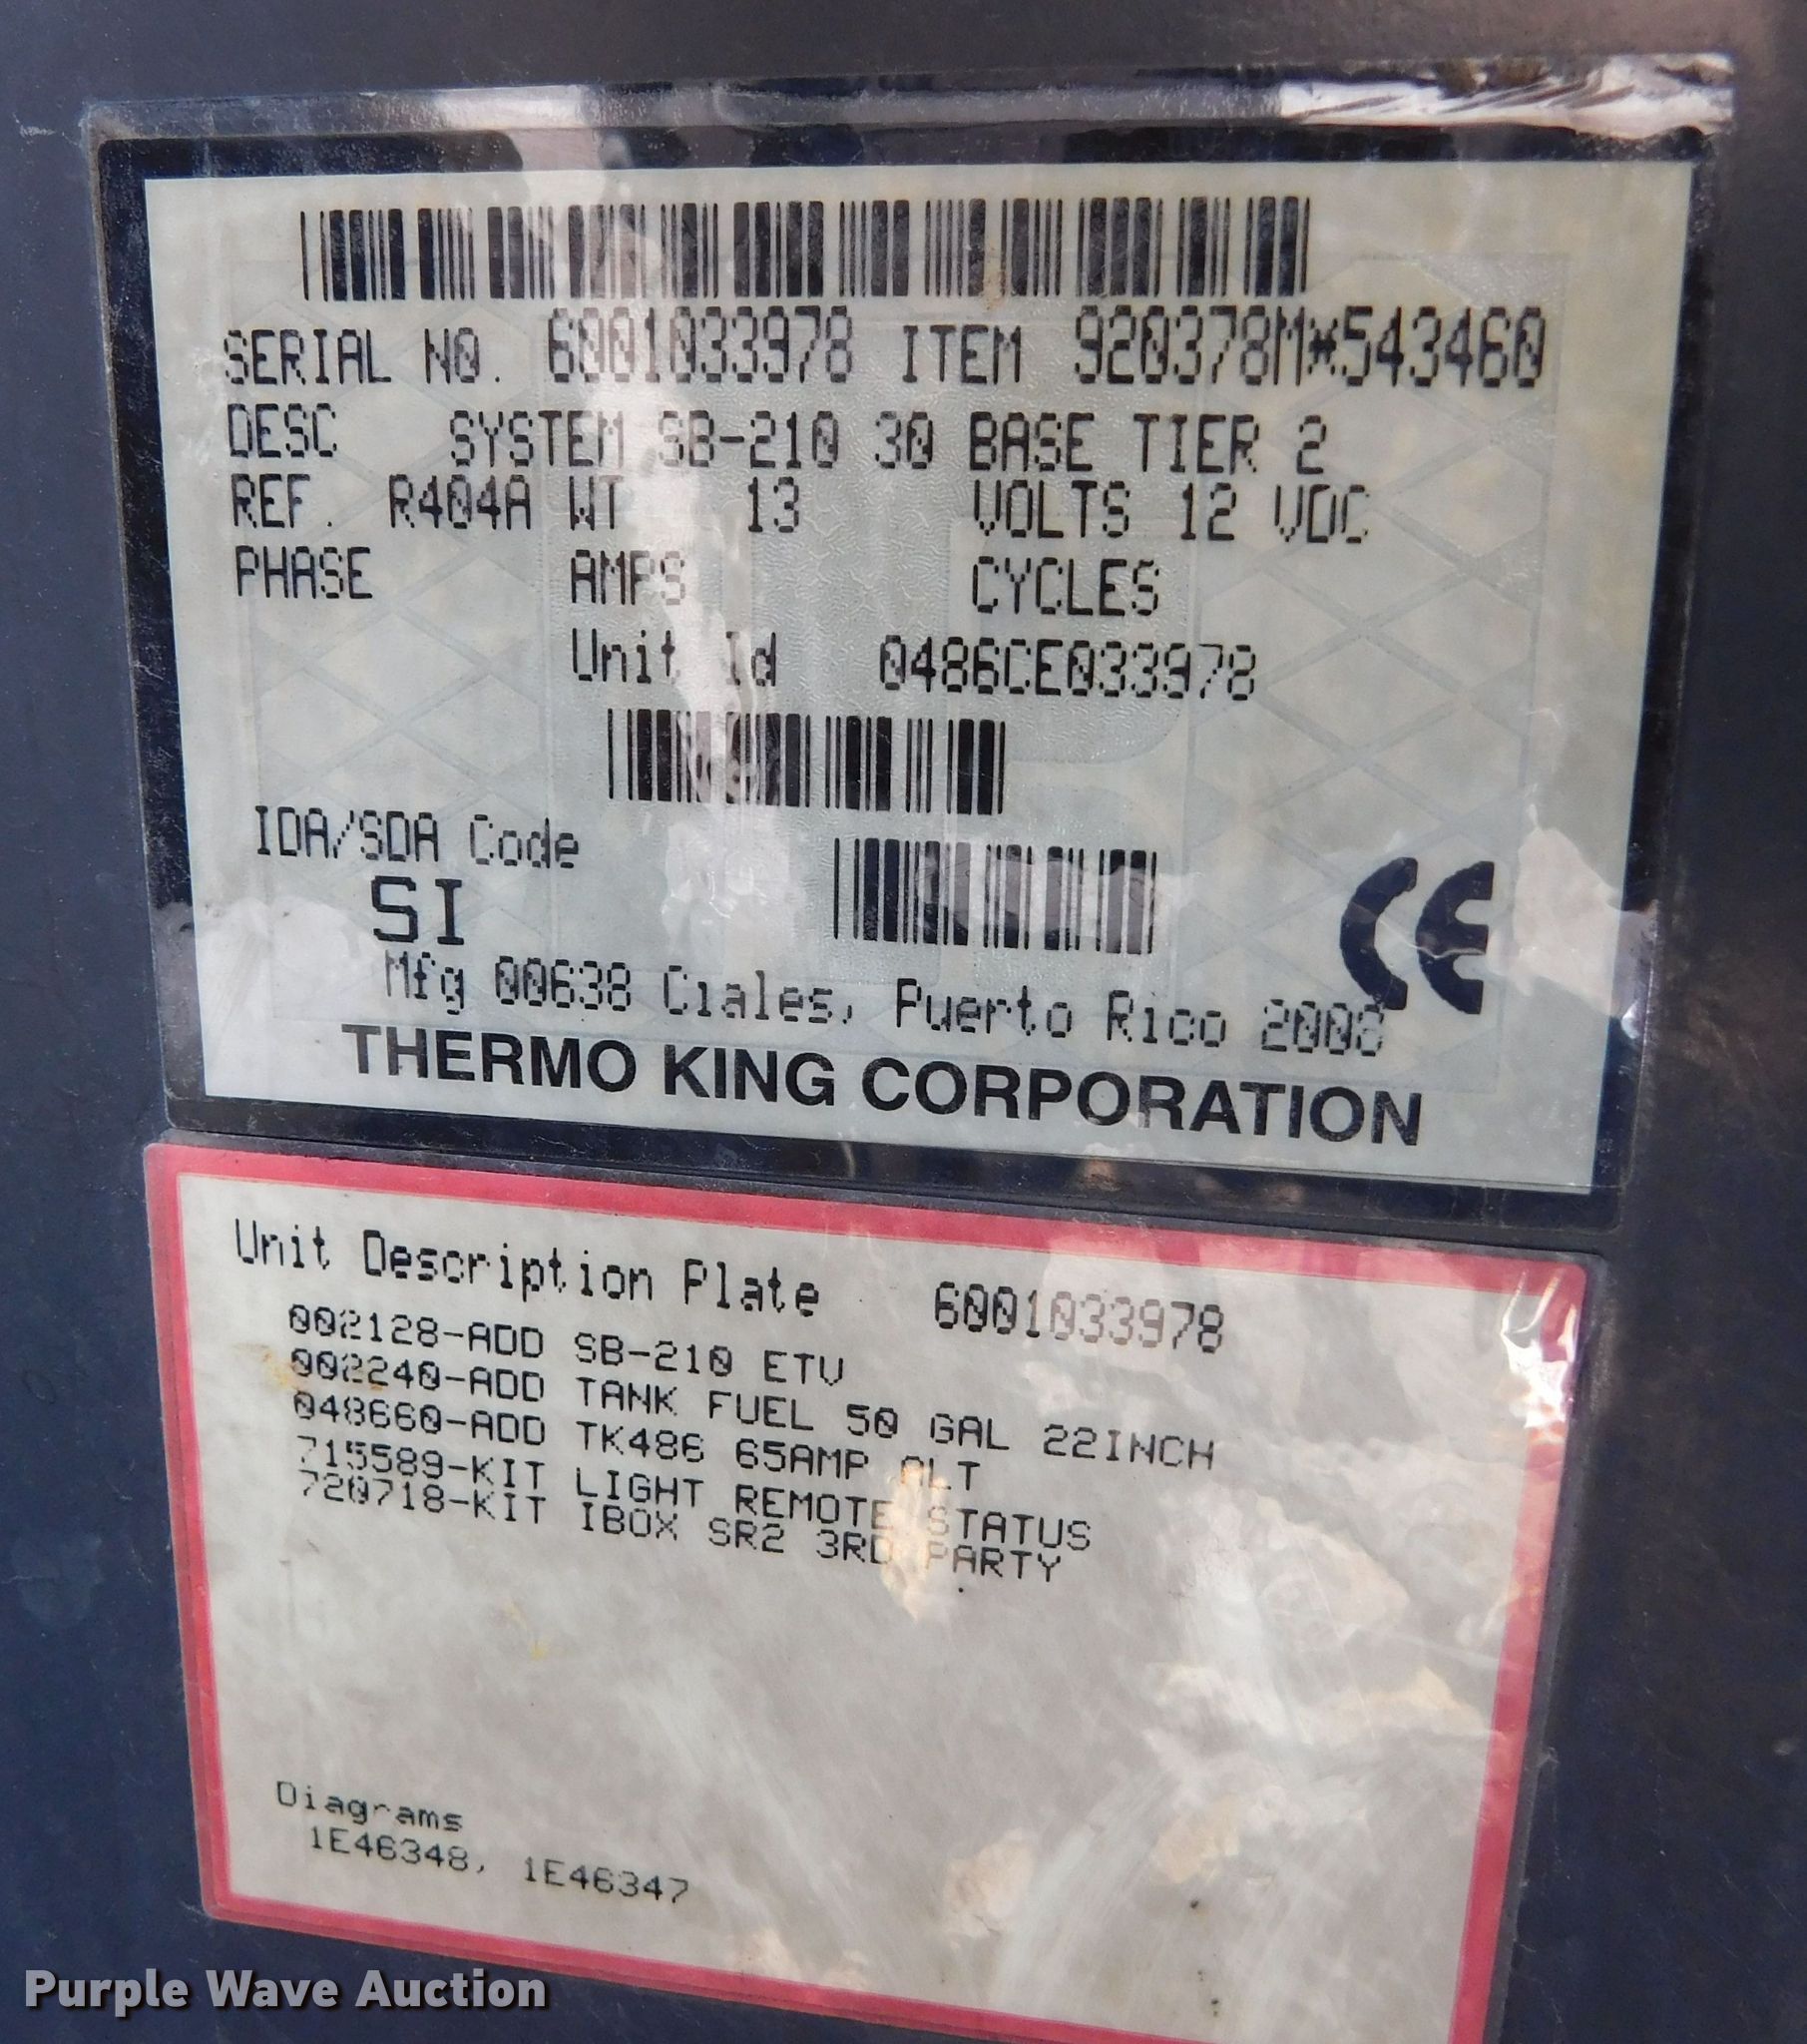 SERIAL NO. 6001033978 ITEM 920378M*543460
DESC SYSTEM SB-210 30 BASE TIER 2
REF. R404A WT 13 VOLTS 12 VDC
PHASE AMPS CYCLES
Unit Id 0486CE033978
IDA/SDA Code
SI
CE
Mfg 00638 Ciales, Puerto Rico 2008
THERMO KING CORPORATION
Unit Description Plate 6001033978
002128-ADD SB-210 ETV
002240-ADD TANK FUEL 50 GAL 22INCH
048660-ADD TK486 65AMP ALT
715589-KIT LIGHT REMOTE STATUS
720718-KIT IBOX SR2 3RD PARTY
Diagrams
1E46348, 1E46347
Purple Wave Auction